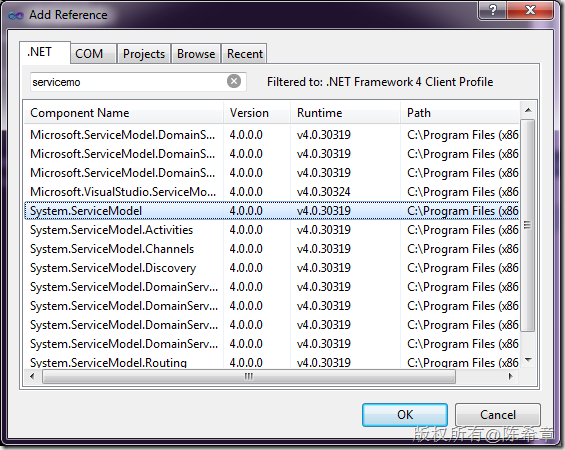 Add Reference
.NET COM Projects Browse Recent
servicemo Filtered to: .NET Framework 4 Client Profile
Component Name Version Runtime Path
Microsoft.ServiceModel.DomainS... 4.0.0.0 v4.0.30319 C:\Program Files (x86
Microsoft.ServiceModel.DomainS... 4.0.0.0 v4.0.30319 C:\Program Files (x86
Microsoft.ServiceModel.DomainS... 4.0.0.0 v4.0.30319 C:\Program Files (x86
Microsoft.VisualStudio.ServiceMo... 4.0.0.0 v4.0.30324 C:\Program Files (x86
System.ServiceModel 4.0.0.0 v4.0.30319 C:\Program Files (x86
System.ServiceModel.Activities 4.0.0.0 v4.0.30319 C:\Program Files (x86
System.ServiceModel.Channels 4.0.0.0 v4.0.30319 C:\Program Files (x86
System.ServiceModel.Discovery 4.0.0.0 v4.0.30319 C:\Program Files (x86
System.ServiceModel.DomainServ... 4.0.0.0 v4.0.30319 C:\Program Files (x86
System.ServiceModel.DomainServ... 4.0.0.0 v4.0.30319 C:\Program Files (x86
System.ServiceModel.DomainServ... 4.0.0.0 v4.0.30319 C:\Program Files (x86
System.ServiceModel.DomainServ... 4.0.0.0 v4.0.30319 C:\Program Files (x86
System.ServiceModel.Routing 4.0.0.0 v4.0.30319 C:\Program Files (x86
OK Cancel
版权所有@陈希章